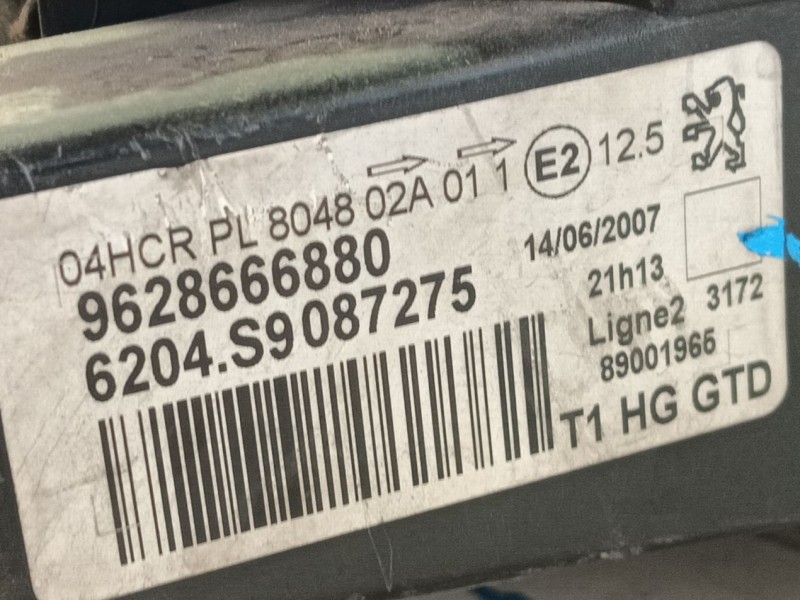 04HCR PL 8048 02A 01 1 E2 12.5
9628666880
6204.S9087275
14/06/2007
21h13
Ligne2 3172
89001966
T1 HG GTD